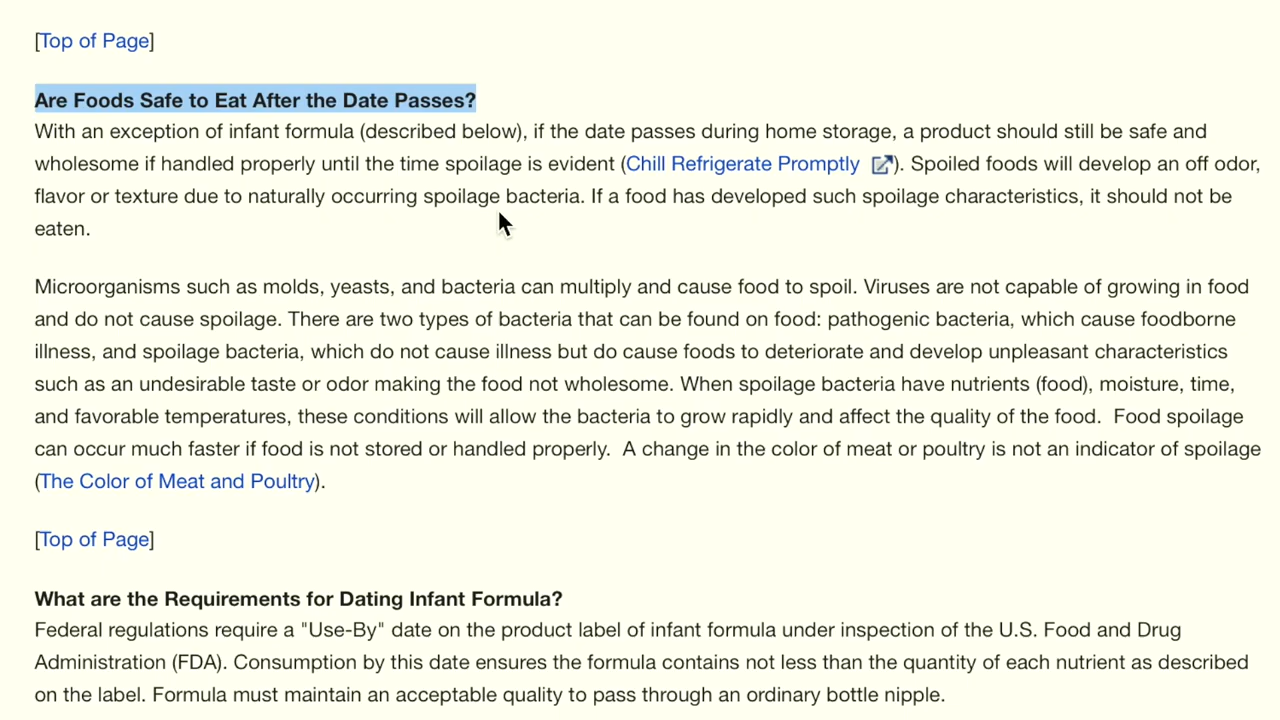 [Top of Page]
Are Foods Safe to Eat After the Date Passes?
With an exception of infant formula (described below), if the date passes during home storage, a product should still be safe and
wholesome if handled properly until the time spoilage is evident (Chill Refrigerate Promptly ). Spoiled foods will develop an off odor,
flavor or texture due to naturally occurring spoilage bacteria. If a food has developed such spoilage characteristics, it should not be
eaten.
Microorganisms such as molds, yeasts, and bacteria can multiply and cause food to spoil. Viruses are not capable of growing in food
and do not cause spoilage. There are two types of bacteria that can be found on food: pathogenic bacteria, which cause foodborne
illness, and spoilage bacteria, which do not cause illness but do cause foods to deteriorate and develop unpleasant characteristics
such as an undesirable taste or odor making the food not wholesome. When spoilage bacteria have nutrients (food), moisture, time,
and favorable temperatures, these conditions will allow the bacteria to grow rapidly and affect the quality of the food.  Food spoilage
can occur much faster if food is not stored or handled properly.  A change in the color of meat or poultry is not an indicator of spoilage
(The Color of Meat and Poultry).
[Top of Page]
What are the Requirements for Dating Infant Formula?
Federal regulations require a "Use-By" date on the product label of infant formula under inspection of the U.S. Food and Drug
Administration (FDA). Consumption by this date ensures the formula contains not less than the quantity of each nutrient as described
on the label. Formula must maintain an acceptable quality to pass through an ordinary bottle nipple.